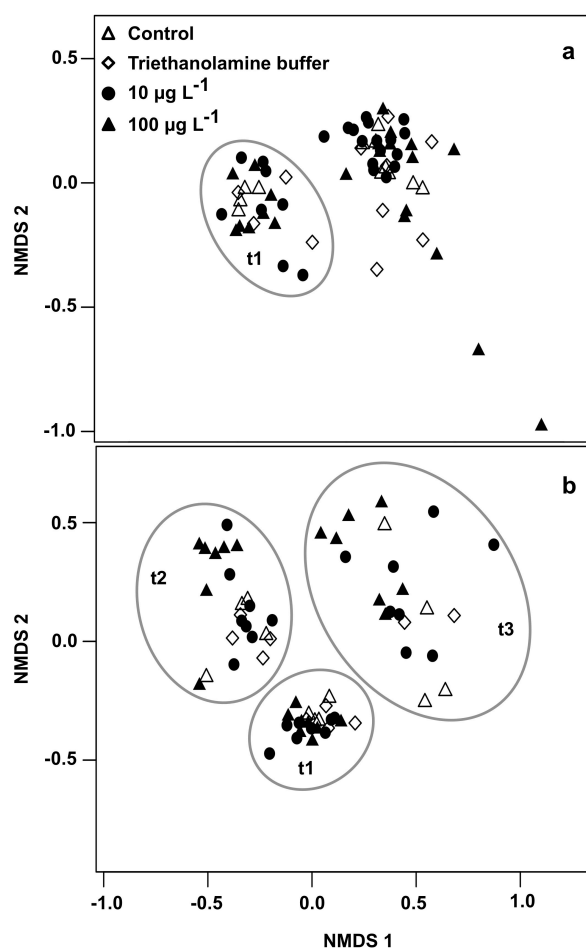 Control
Triethanolamine buffer
10 µg L⁻¹
100 µg L⁻¹
a
0.5
0.0
-0.5
-1.0
NMDS 2
t1
b
0.5
0.0
-0.5
NMDS 2
t2
t3
t1
-1.0 -0.5 0.0 0.5 1.0
NMDS 1